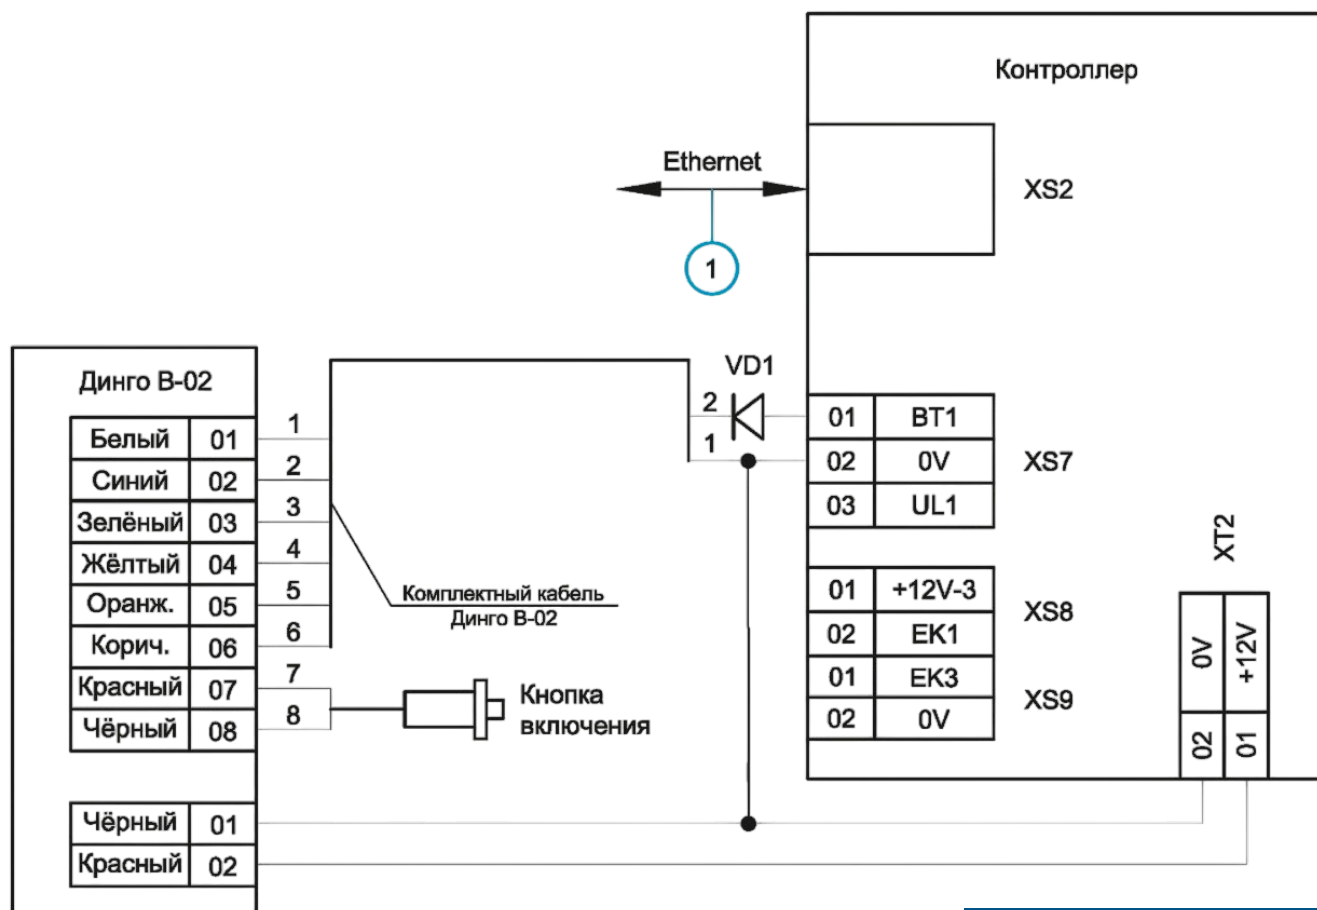 Контроллер
Ethernet
XS2
1
Динго В-02
Белый 01 1
Синий 02 2
Зелёный 03 3
Жёлтый 04 4
Оранж. 05 5
Корич. 06 6
Красный 07 7
Чёрный 08 8
Чёрный 01
Красный 02
Комплектный кабель
Динго В-02
Кнопка
включения
VD1
2
1
01 BT1
02 0V
03 UL1
XS7
01 +12V-3
02 EK1
XS8
01 EK3
02 0V
XS9
XT2
0V 02
+12V 01